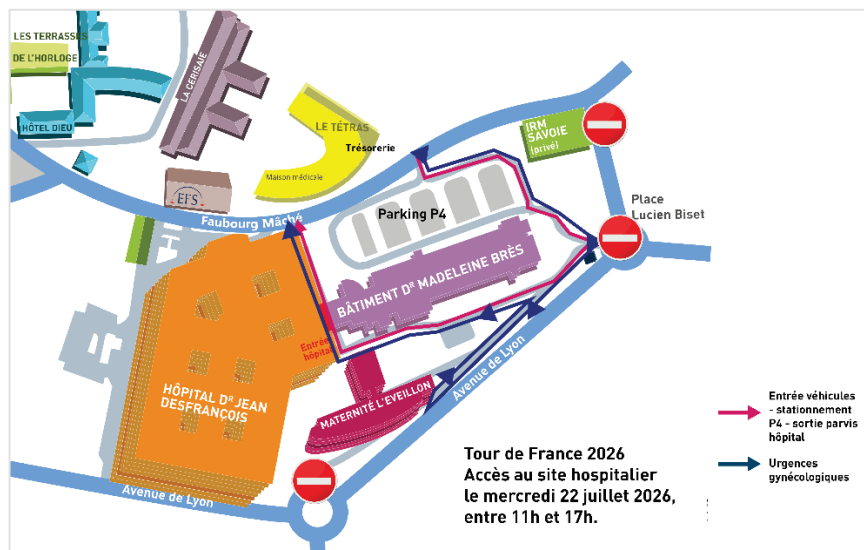 LES TERRASSES
DE L'HORLOGE
HÔTEL DIEU
LA CERISAIE
LE TÉTRAS
Trésorerie
Maison médicale
IRM
SAVOIE
(privé)
EFS
Faubourg Mâché
Parking P4
Place
Lucien Biset
BÂTIMENT DR MADELEINE BRÈS
Entrée
hôpital
HÔPITAL DR JEAN
DESFRANÇOIS
MATERNITÉ L'EVEILLON
Avenue de Lyon
Avenue de Lyon
Tour de France 2026
Accès au site hospitalier
le mercredi 22 juillet 2026,
entre 11h et 17h.
Entrée véhicules
- stationnement
P4 - sortie parvis
hôpital
Urgences
gynécologiques